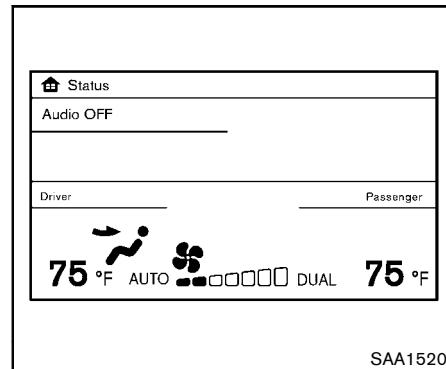 Status
Audio OFF
Driver Passenger
75 °F AUTO DUAL 75 °F
SAA1520